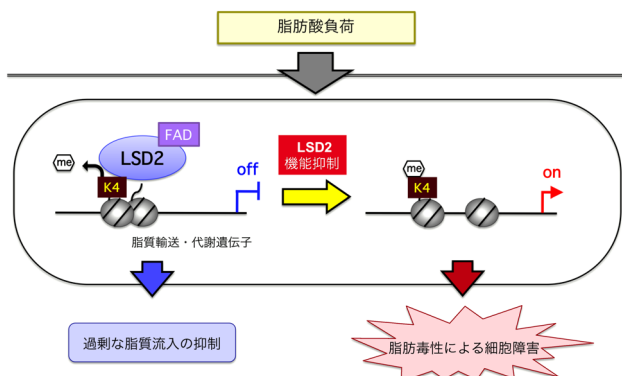 脂肪酸負荷
FAD
me
LSD2
K4
off
LSD2
機能抑制
me
K4
on
脂質輸送・代謝遺伝子
過剰な脂質流入の抑制
脂肪毒性による細胞障害